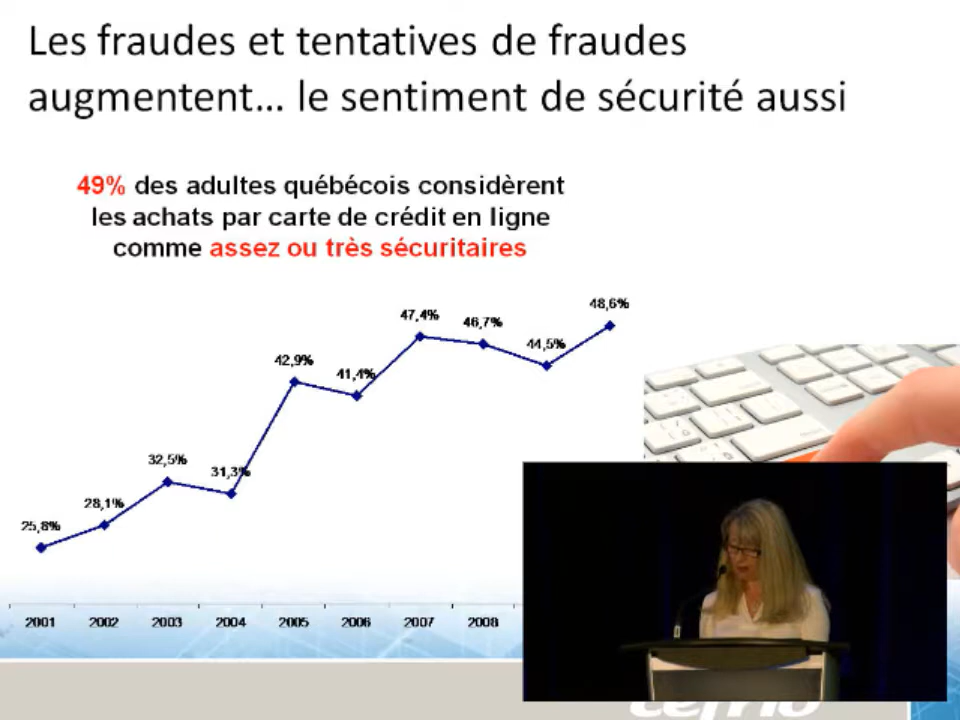 Les fraudes et tentatives de fraudes
augmentent... le sentiment de sécurité aussi
49% des adultes québécois considèrent
les achats par carte de crédit en ligne
comme assez ou très sécuritaires
48,6%
47,4%
46,7%
44,5%
42,9%
41,4%
32,5%
31,3%
28,1%
25,8%
2001 2002 2003 2004 2005 2006 2007 2008